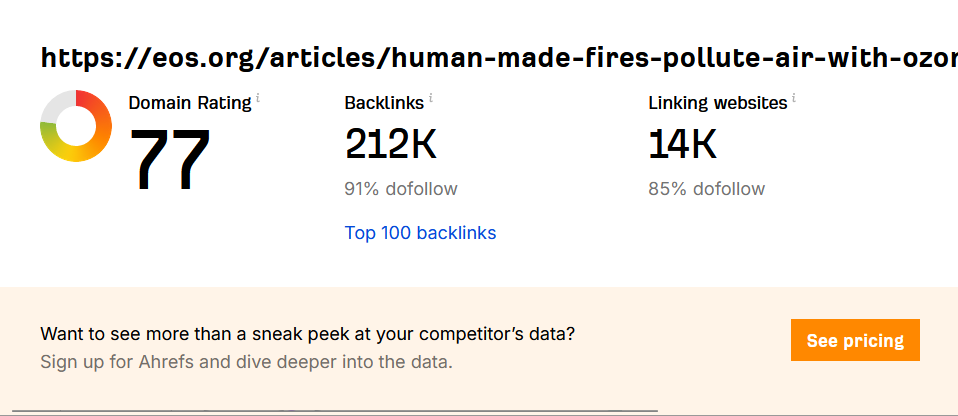 https://eos.org/articles/human-made-fires-pollute-air-with-ozon
Domain Rating i
77
Backlinks i
212K
91% dofollow
Top 100 backlinks
Linking websites i
14K
85% dofollow
Want to see more than a sneak peek at your competitor’s data?
Sign up for Ahrefs and dive deeper into the data.
See pricing